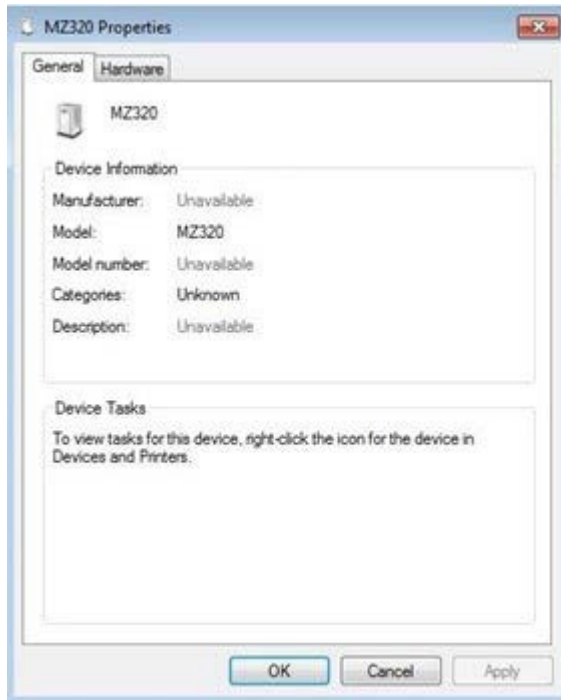 MZ320 Properties
General Hardware
MZ320
Device Information
Manufacturer: Unavailable
Model: MZ320
Model number: Unavailable
Categories: Unknown
Description: Unavailable
Device Tasks
To view tasks for this device, right-click the icon for the device in
Devices and Printers.
OK Cancel Apply